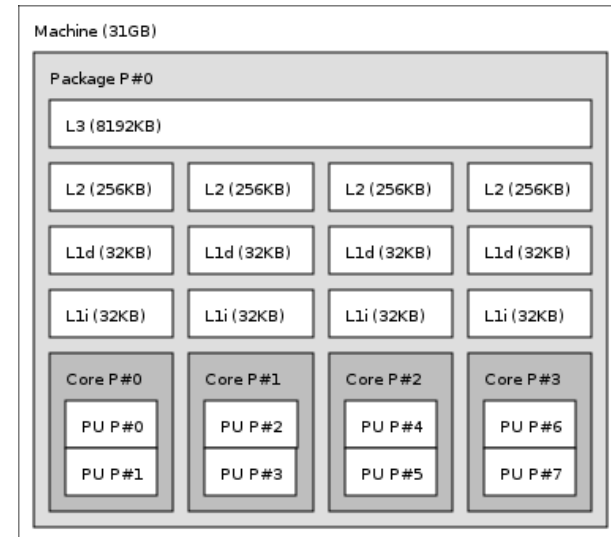 Machine (31GB)
Package P#0
L3 (8192KB)
L2 (256KB) L2 (256KB) L2 (256KB) L2 (256KB)
L1d (32KB) L1d (32KB) L1d (32KB) L1d (32KB)
L1i (32KB) L1i (32KB) L1i (32KB) L1i (32KB)
Core P#0 Core P#1 Core P#2 Core P#3
PU P#0 PU P#2 PU P#4 PU P#6
PU P#1 PU P#3 PU P#5 PU P#7